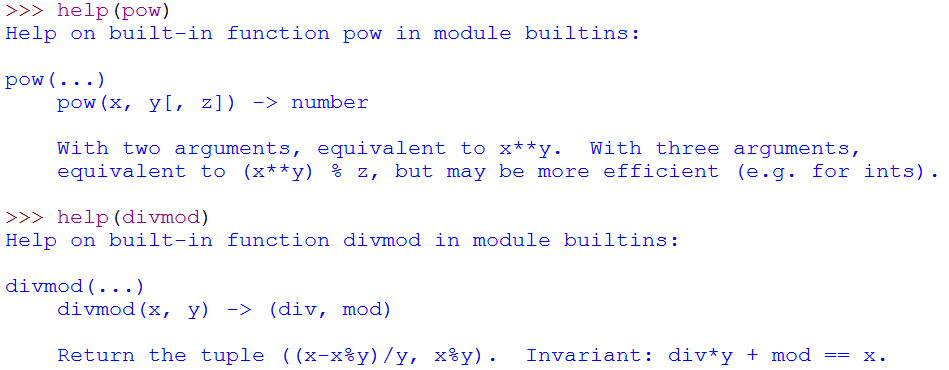 >>> help(pow)
Help on built-in function pow in module builtins:
pow(...)
    pow(x, y[, z]) -> number
    With two arguments, equivalent to x**y.  With three arguments,
    equivalent to (x**y) % z, but may be more efficient (e.g. for ints).
>>> help(divmod)
Help on built-in function divmod in module builtins:
divmod(...)
    divmod(x, y) -> (div, mod)
    Return the tuple ((x-x%y)/y, x%y).  Invariant: div*y + mod == x.